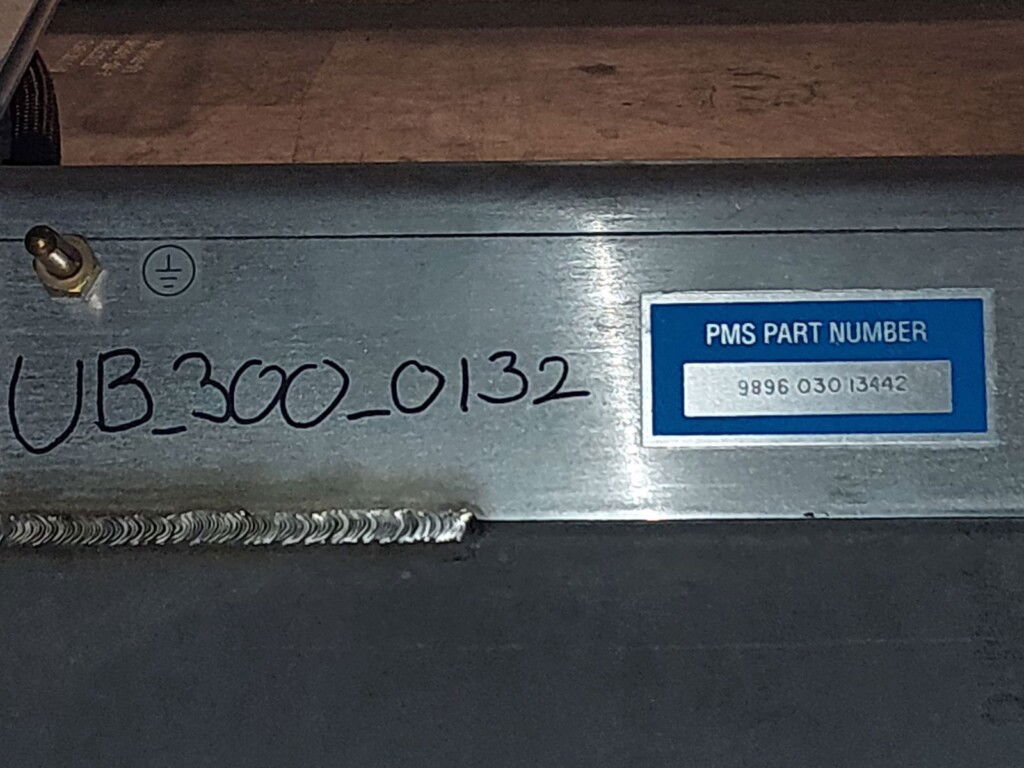 UB_300_0132
PMS PART NUMBER
9896 030 13442